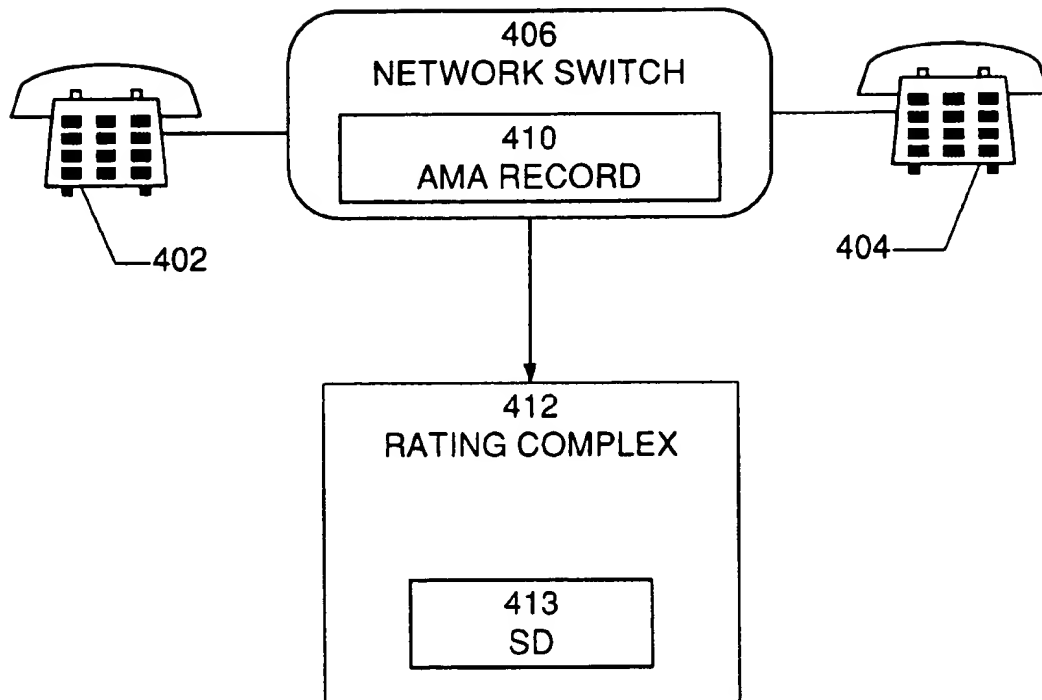 406
NETWORK SWITCH
410
AMA RECORD
402
404
412
RATING COMPLEX
413
SD